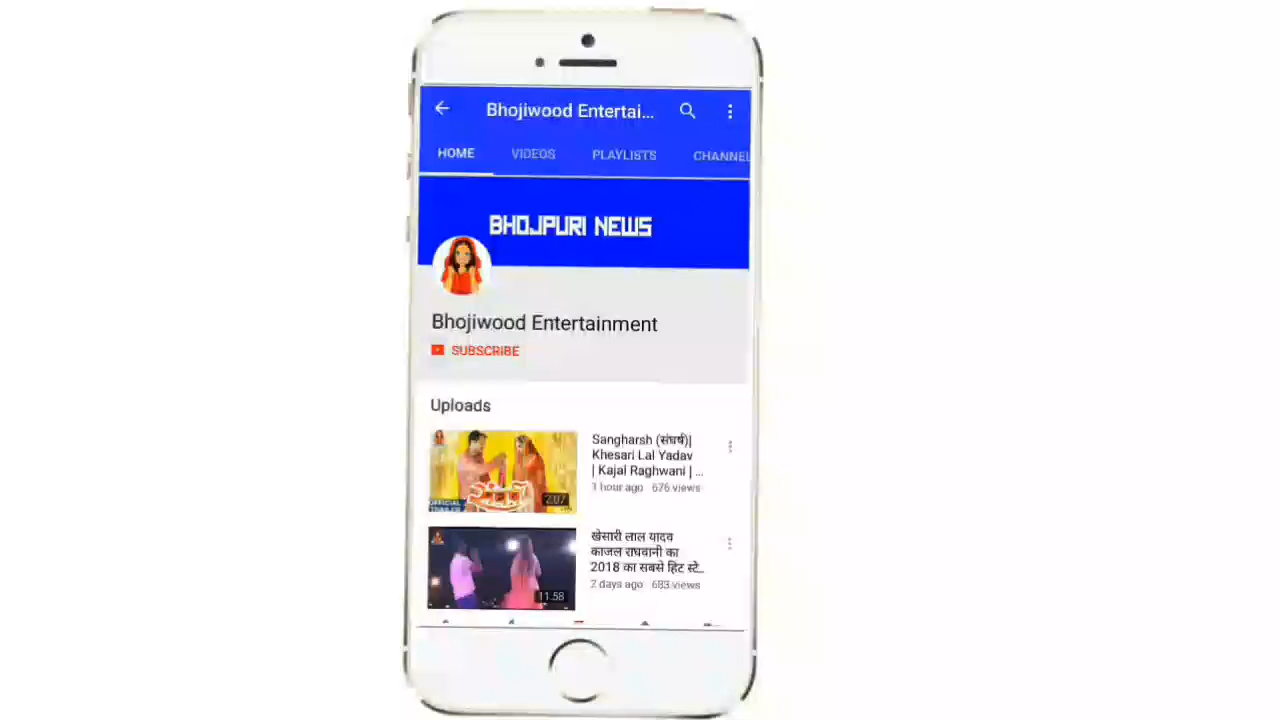 Bhojiwood Entertai...
HOME VIDEOS PLAYLISTS CHANNEL
BHOJPURI NEWS
Bhojiwood Entertainment
SUBSCRIBE
Uploads
Sangharsh (संघर्ष)|
Khesari Lal Yadav
| Kajal Raghwani | ...
1 hour ago 676 views
2:07
OFFICIAL
TRAILER
खेसारी लाल यादव
काजल राघवानी का
2018 का सबसे हिट स्टे...
2 days ago 683 views
11:58